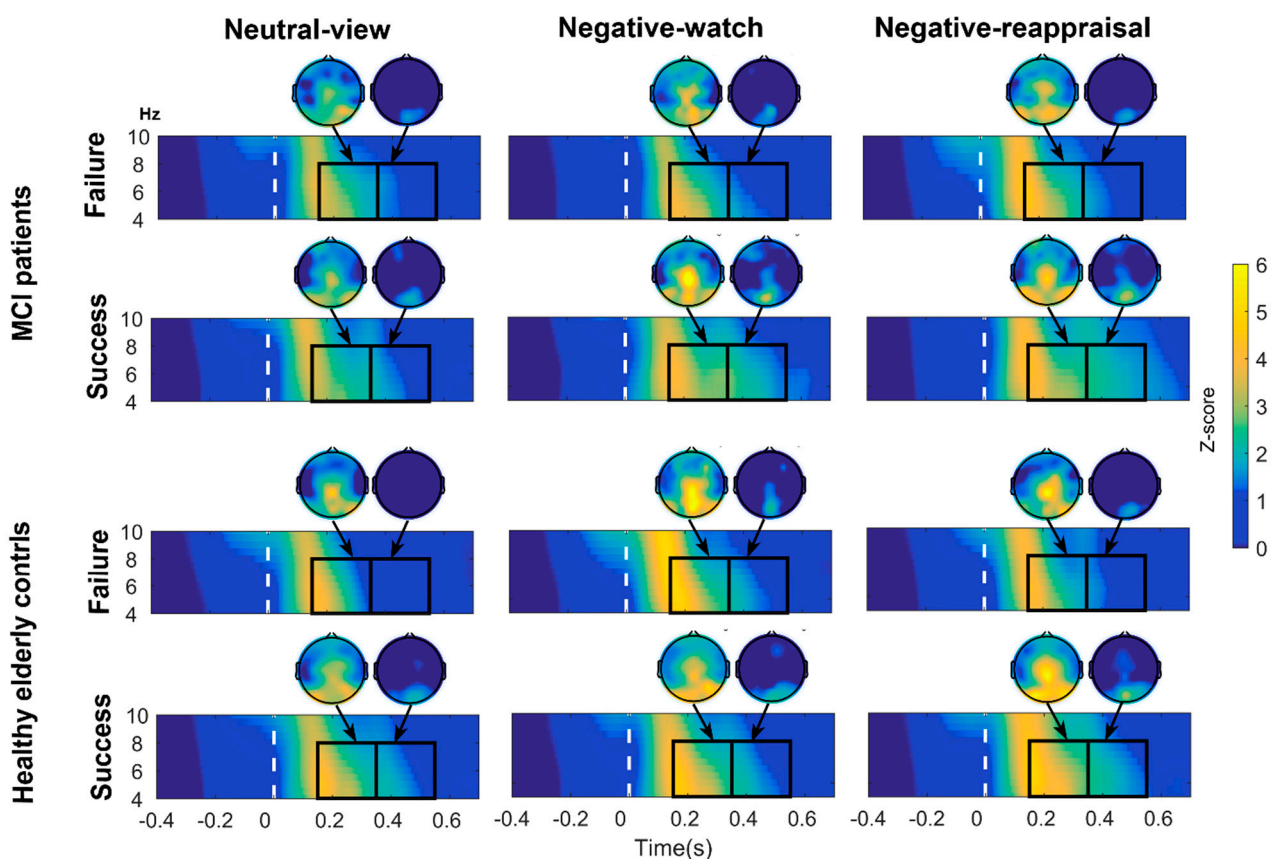 Neutral-view Negative-watch Negative-reappraisal
Hz
MCI patients
Failure
10
8
6
4
Success
10
8
6
4
Healthy elderly contrls
Failure
10
8
6
4
Success
10
8
6
4
-0.4 -0.2 0 0.2 0.4 0.6 -0.4 -0.2 0 0.2 0.4 0.6 -0.4 -0.2 0 0.2 0.4 0.6
Time(s)
6
5
4
3
2
1
0
Z-score